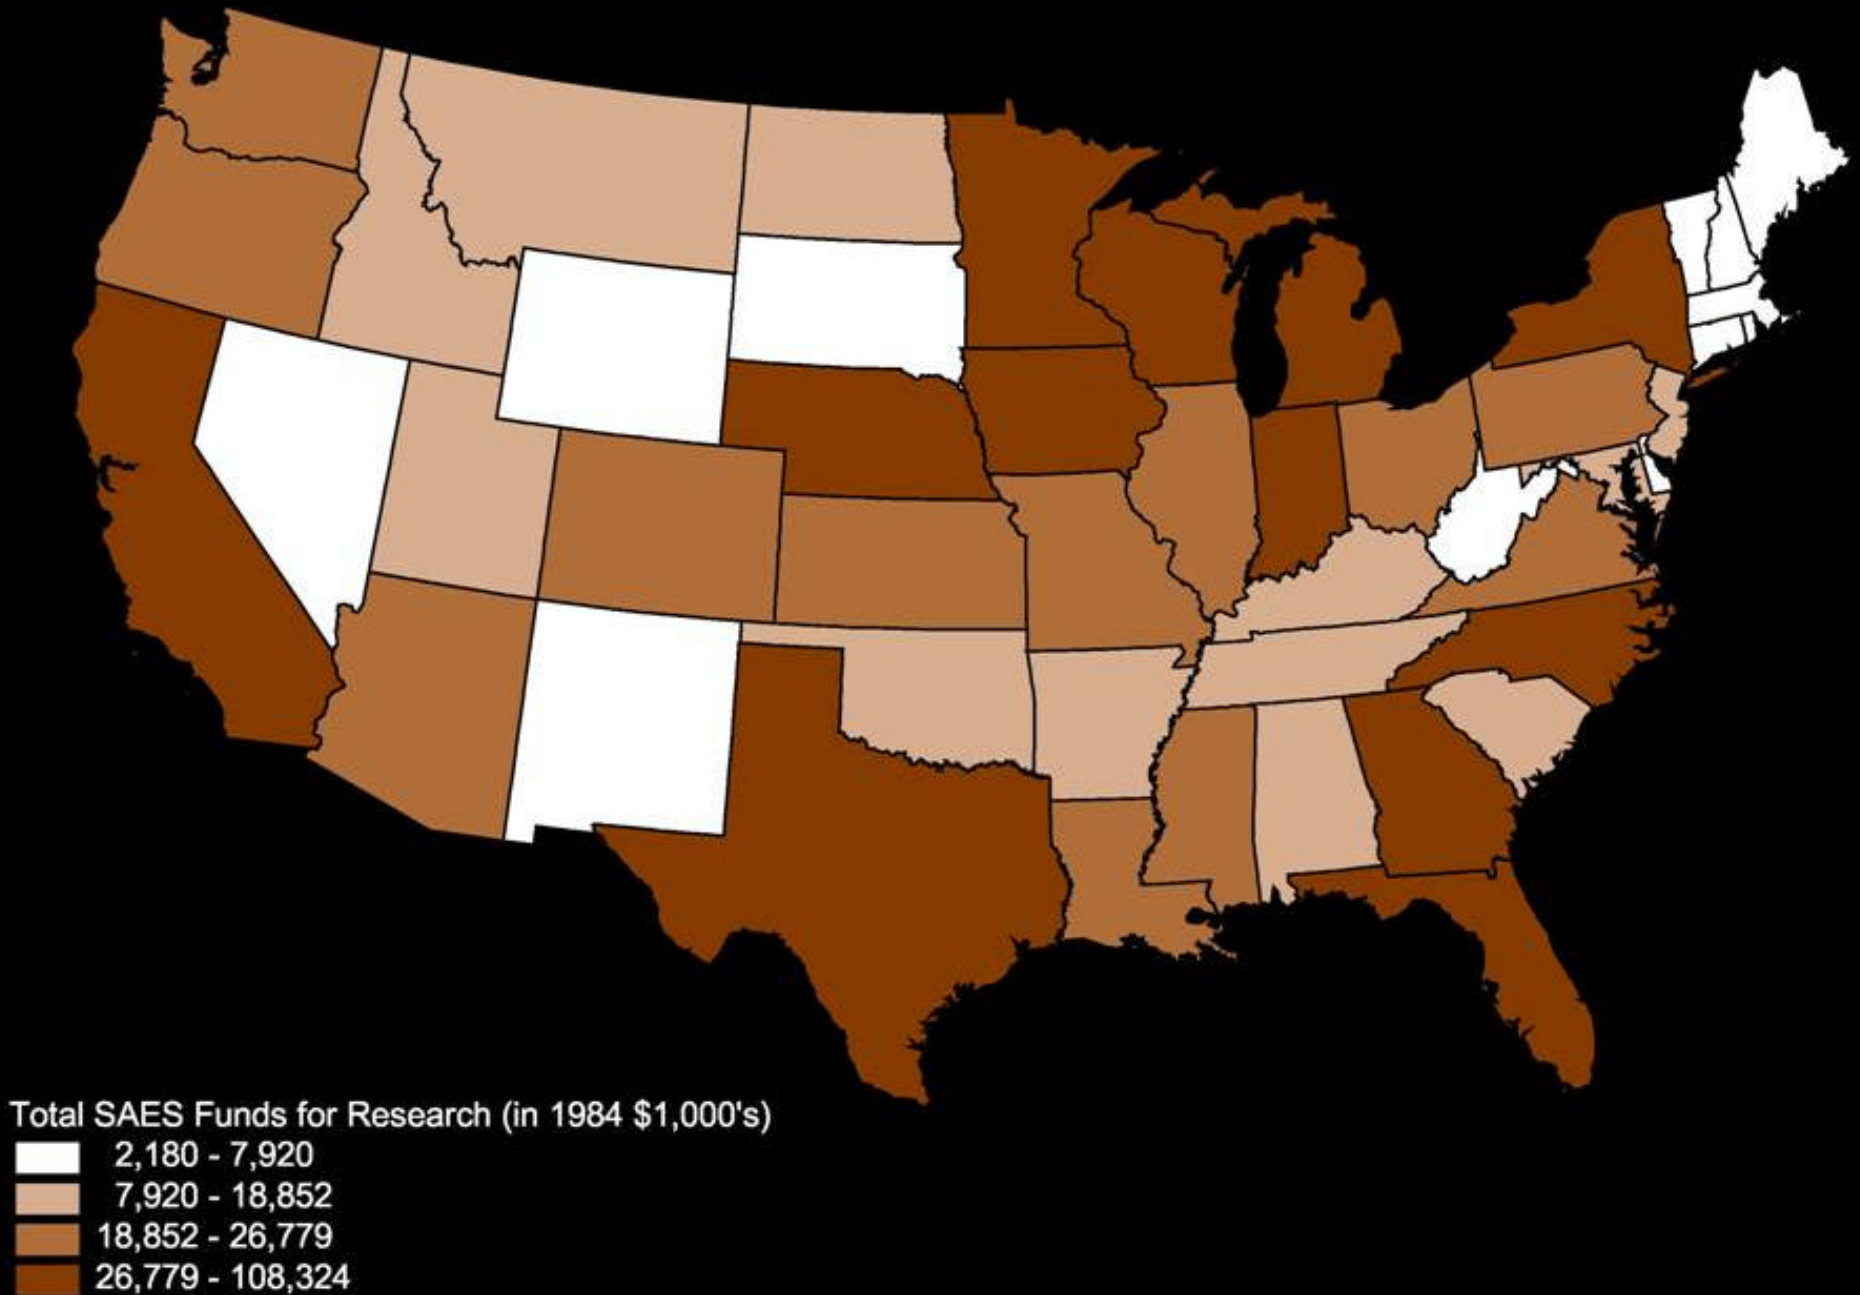 Total SAES Funds for Research (in 1984 $1,000's)
2,180 - 7,920
7,920 - 18,852
18,852 - 26,779
26,779 - 108,324